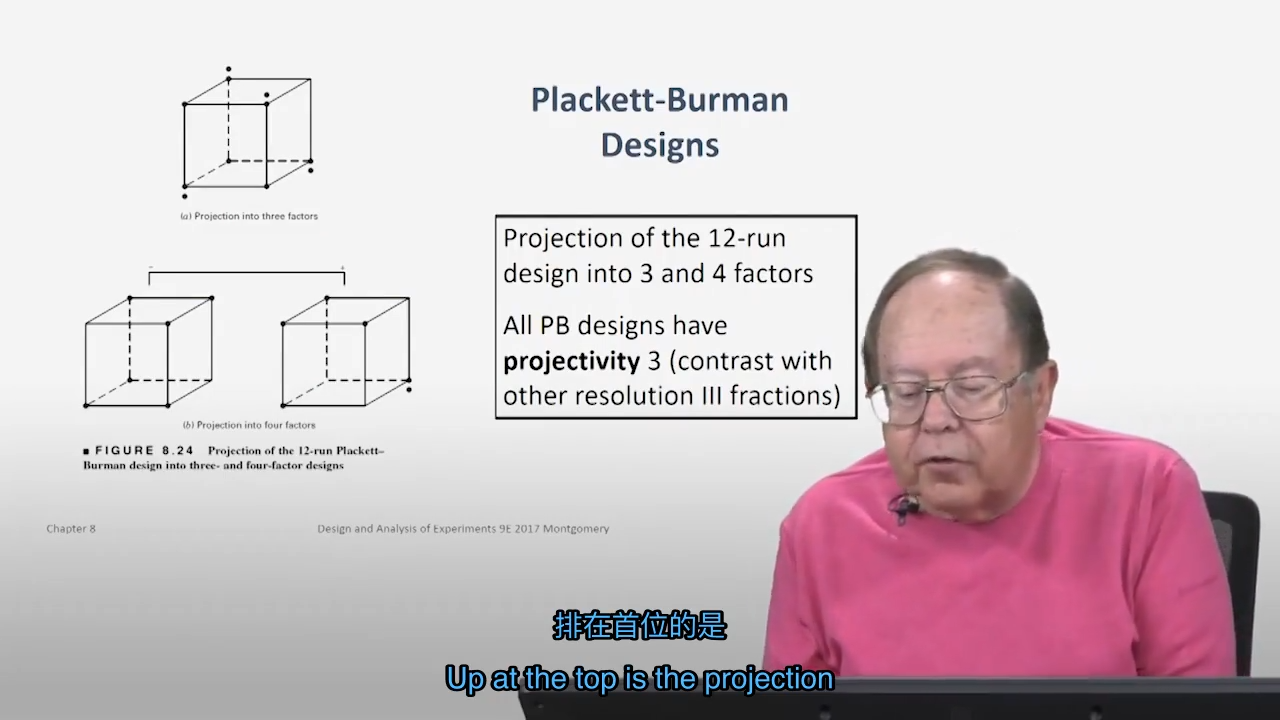 Plackett-Burman
Designs
(a) Projection into three factors
Projection of the 12-run
design into 3 and 4 factors
All PB designs have
projectivity 3 (contrast with
other resolution III fractions)
–
+
(b) Projection into four factors
■ FIGURE 8.24 Projection of the 12-run Plackett–
Burman design into three- and four-factor designs
Chapter 8
Design and Analysis of Experiments 9E 2017 Montgomery
排在首位的是
Up at the top is the projection